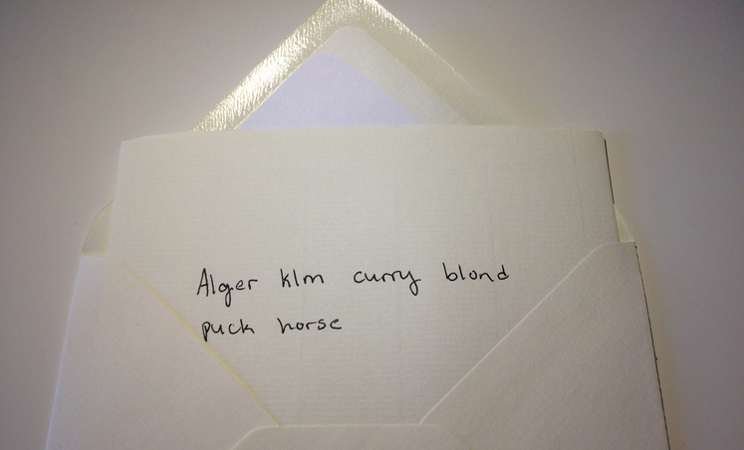 Alger klm curry blond
puck horse